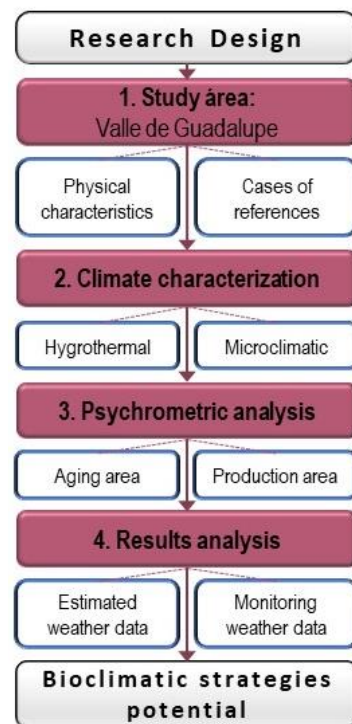 Research Design
1. Study área:
Valle de Guadalupe
Physical
characteristics
Cases of
references
2. Climate characterization
Hygrothermal
Microclimatic
3. Psychrometric analysis
Aging area
Production area
4. Results analysis
Estimated
weather data
Monitoring
weather data
Bioclimatic strategies
potential